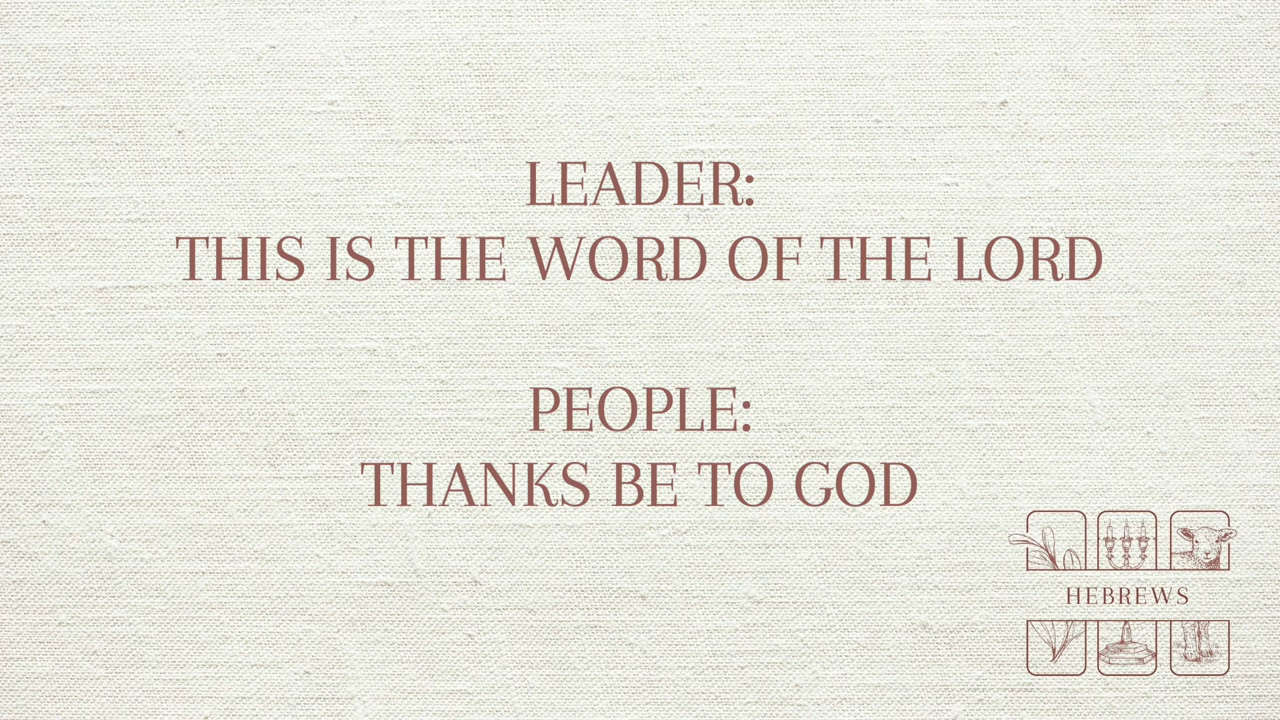 LEADER:
THIS IS THE WORD OF THE LORD
PEOPLE:
THANKS BE TO GOD
HEBREWS